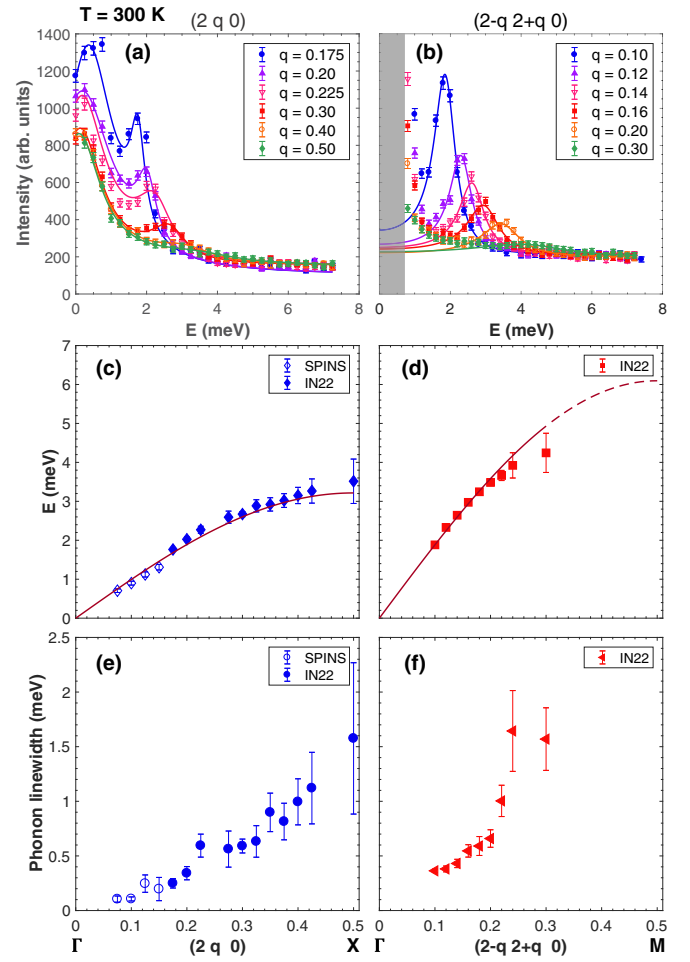 T = 300 K
(2 q 0)
(2-q 2+q 0)
(a)
q = 0.175
q = 0.20
q = 0.225
q = 0.30
q = 0.40
q = 0.50
Intensity (arb. units)
1400
1200
1000
800
600
400
200
0
0 2 4 6 8
E (meV)
(b)
q = 0.10
q = 0.12
q = 0.14
q = 0.16
q = 0.20
q = 0.30
0 2 4 6 8
E (meV)
(c)
SPINS
IN22
E (meV)
7
6
5
4
3
2
1
0
(d)
IN22
(e)
SPINS
IN22
Phonon linewidth (meV)
2.5
2
1.5
1
0.5
0
0 0.1 0.2 0.3 0.4 0.5
Γ (2 q 0) X
(f)
IN22
0 0.1 0.2 0.3 0.4 0.5
Γ (2-q 2+q 0) M